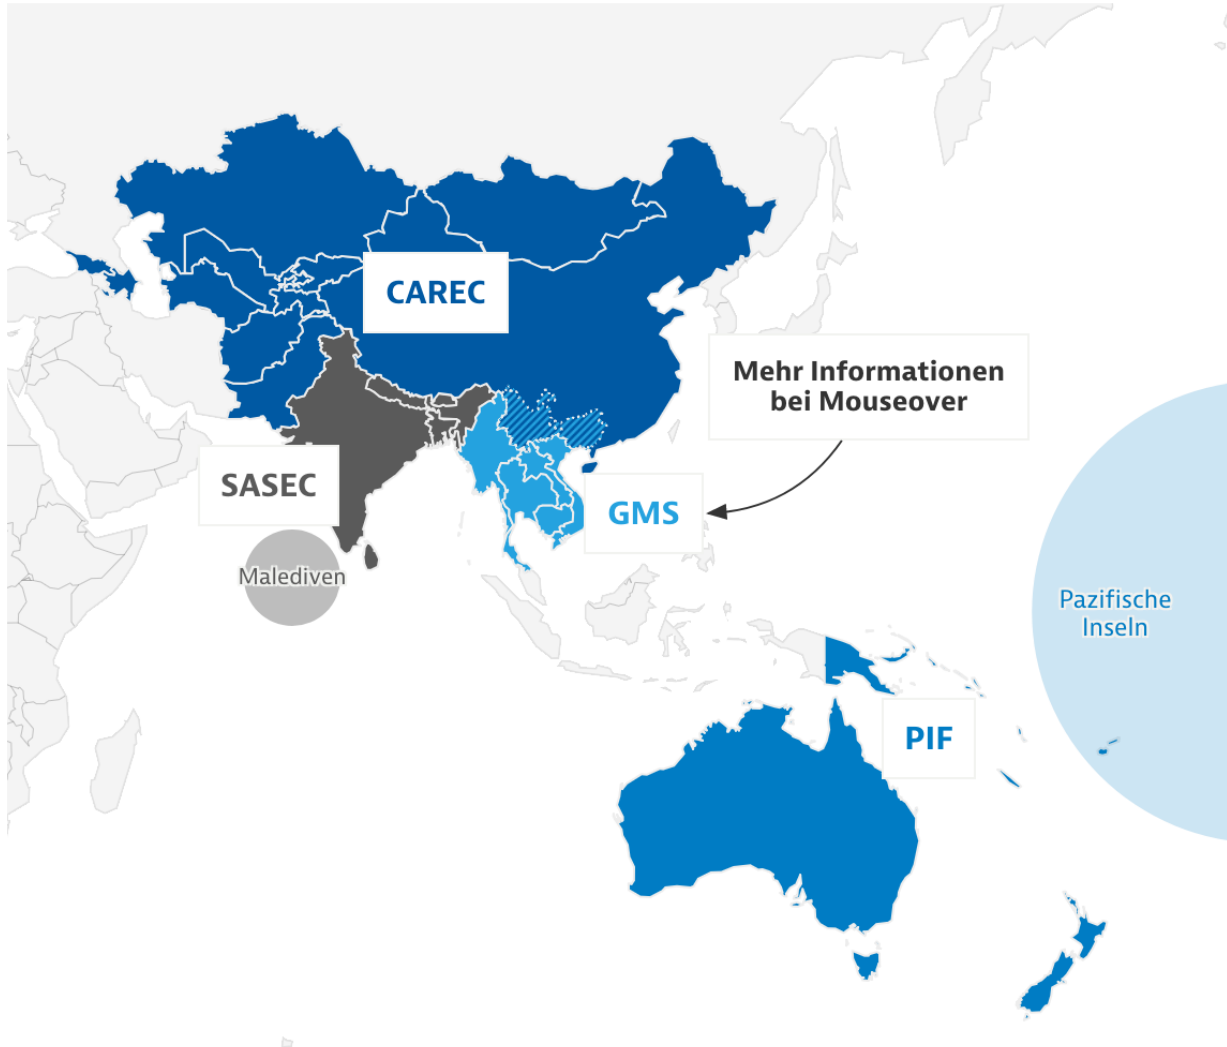 CAREC
Mehr Informationen
bei Mouseover
SASEC
GMS
Malediven
Pazifische
Inseln
PIF